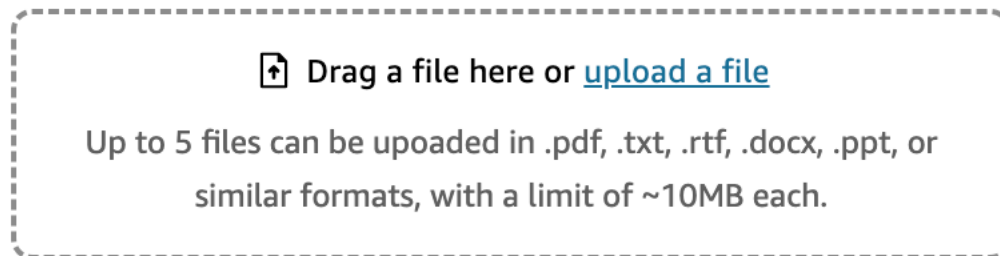 Drag a file here or upload a file
Up to 5 files can be upoaded in .pdf, .txt, .rtf, .docx, .ppt, or
similar formats, with a limit of ~10MB each.